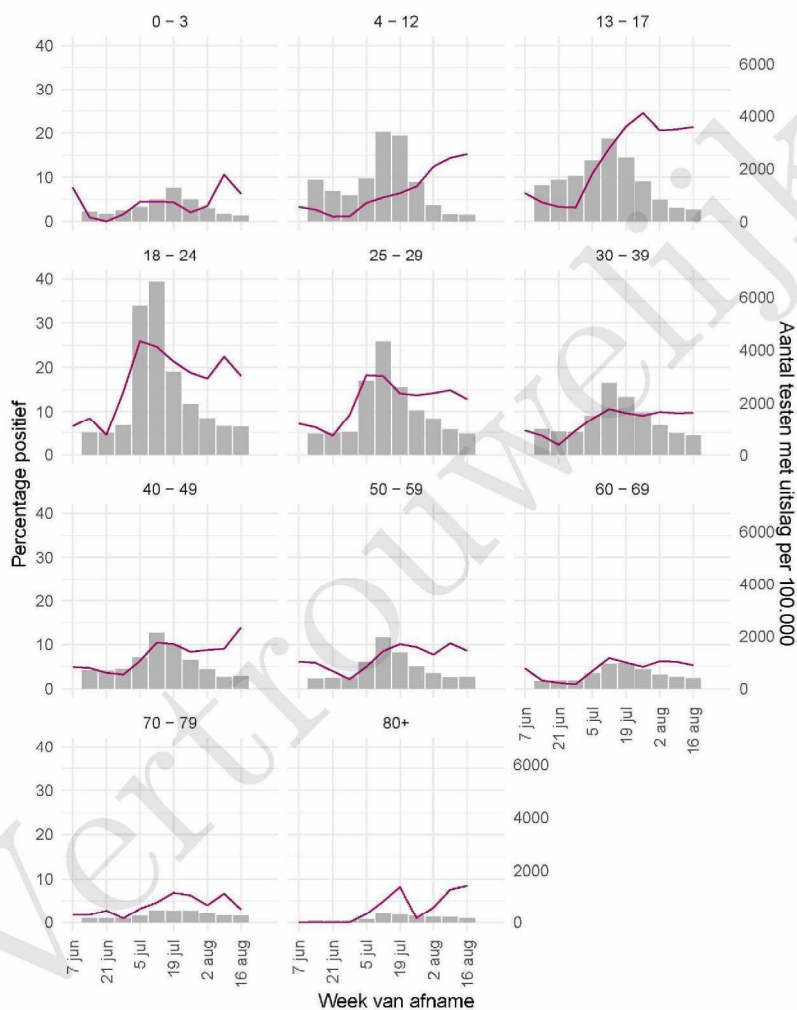 0 – 3
4 – 12
13 – 17
40
30
20
10
0
6000
4000
2000
0
18 – 24
25 – 29
30 – 39
40
30
20
10
0
6000
4000
2000
0
40 – 49
50 – 59
60 – 69
40
30
20
10
0
6000
4000
2000
0
7 jun
21 jun
5 jul
19 jul
2 aug
16 aug
70 – 79
80+
40
30
20
10
0
6000
4000
2000
0
7 jun
21 jun
5 jul
19 jul
2 aug
16 aug
7 jun
21 jun
5 jul
19 jul
2 aug
16 aug
Week van afname
Percentage positief
Aantal testen met uitslag per 100.000
Vertrouwelijk